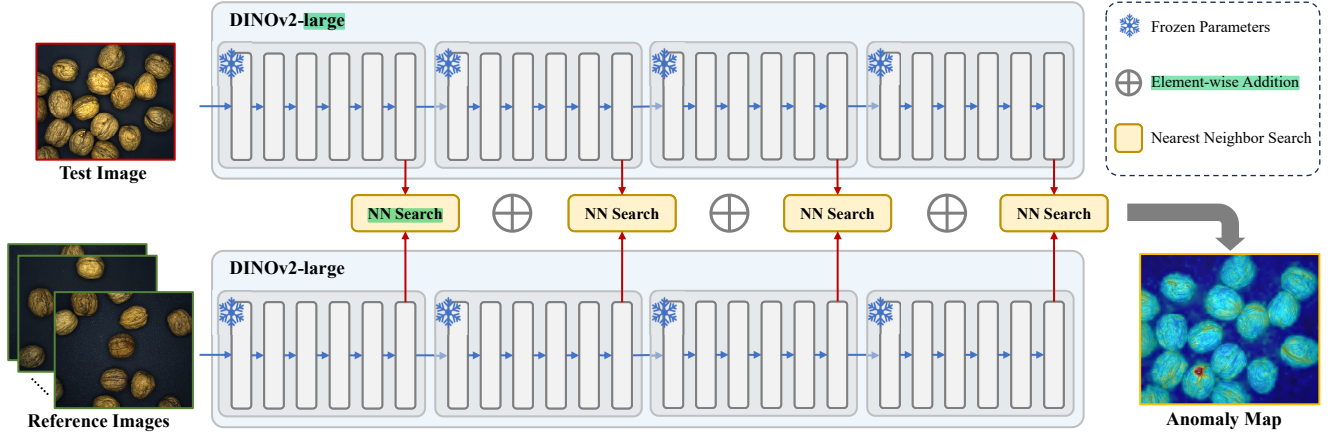 DINOv2-large
Frozen Parameters
Element-wise Addition
Nearest Neighbor Search
Test Image
NN Search
NN Search
NN Search
NN Search
DINOv2-large
Reference Images
Anomaly Map